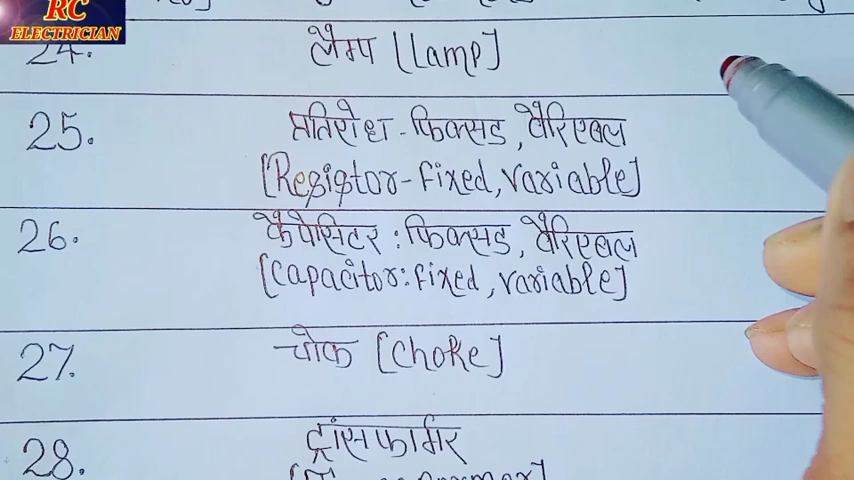 RC
ELECTRICIAN
24. लैम्प [Lamp]
25. प्रतिरोध - फिक्सड, वैरिएबल
[Resistor - fixed, variable]
26. कैपेसिटर : फिक्सड, वैरिएबल
[Capacitor : fixed, variable]
27. चोक [Choke]
28. ट्रांसफार्मर